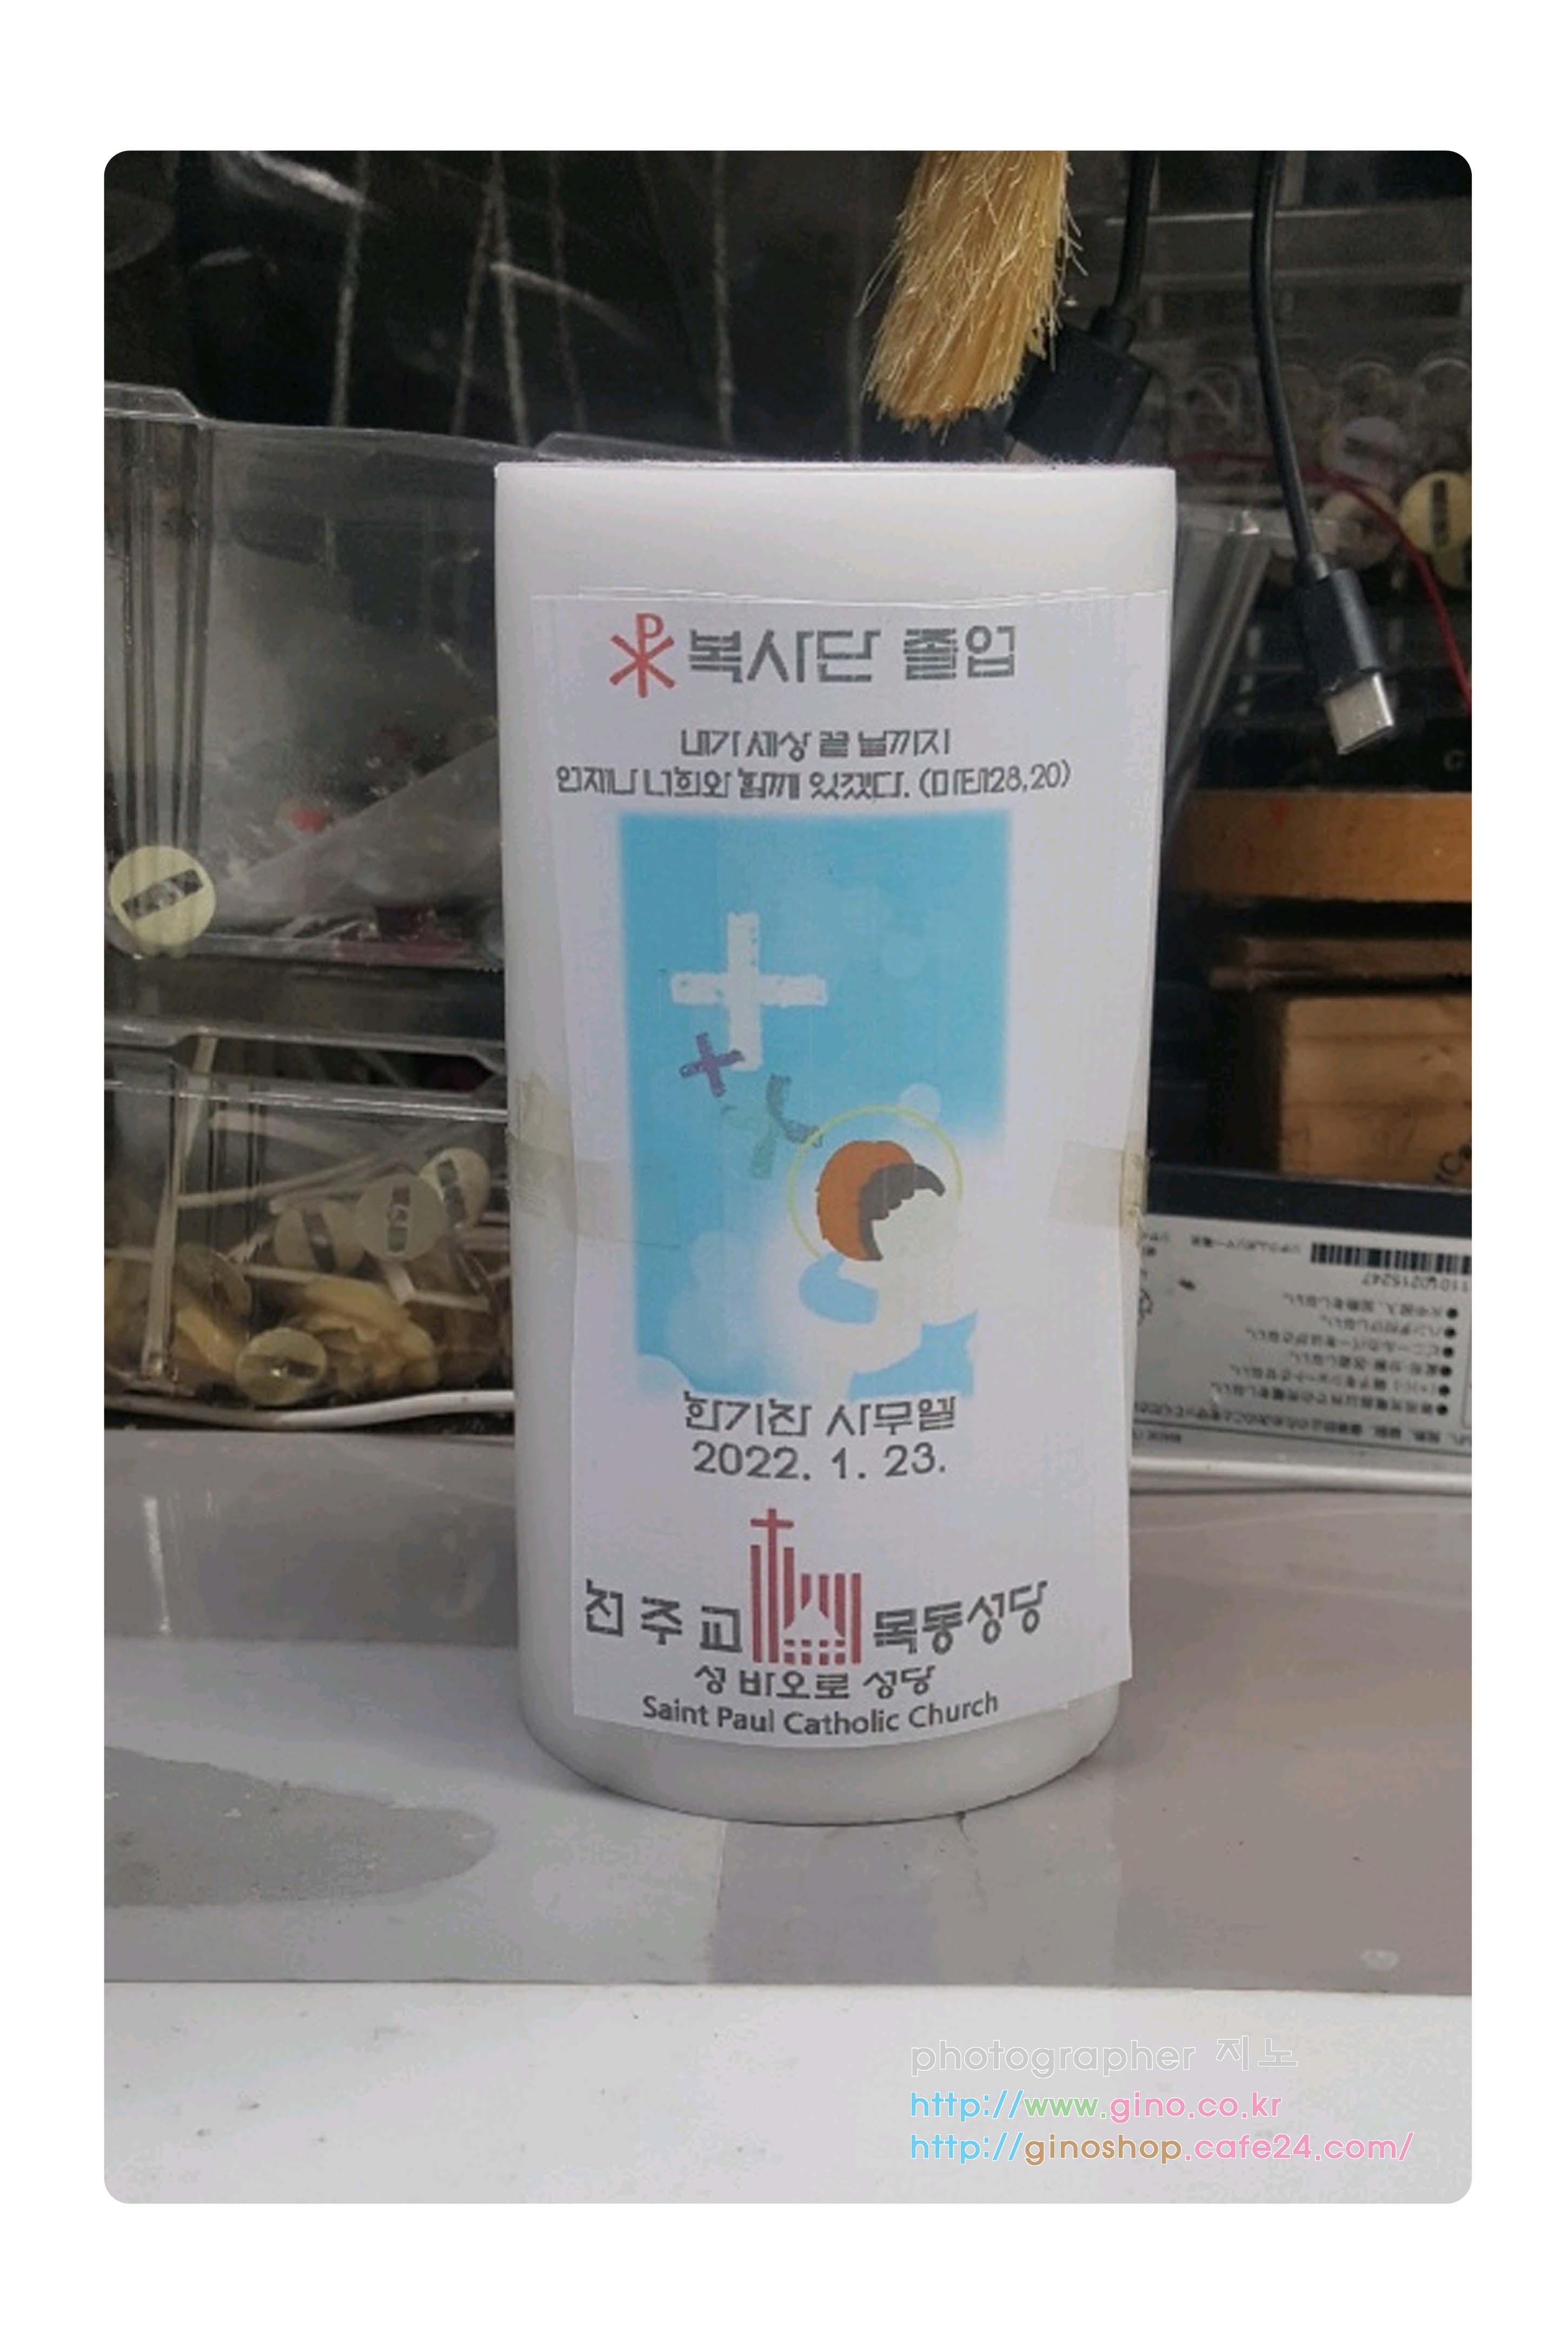 복사단 졸업
내가 세상 끝 날까지
언제나 너희와 함께 있겠다. (마태28,20)
한기찬 사무엘
2022. 1. 23.
천주교 목동성당
성 바오로 성당
Saint Paul Catholic Church
photographer 지노
http://www.gino.co.kr
http://ginoshop.cafe24.com/